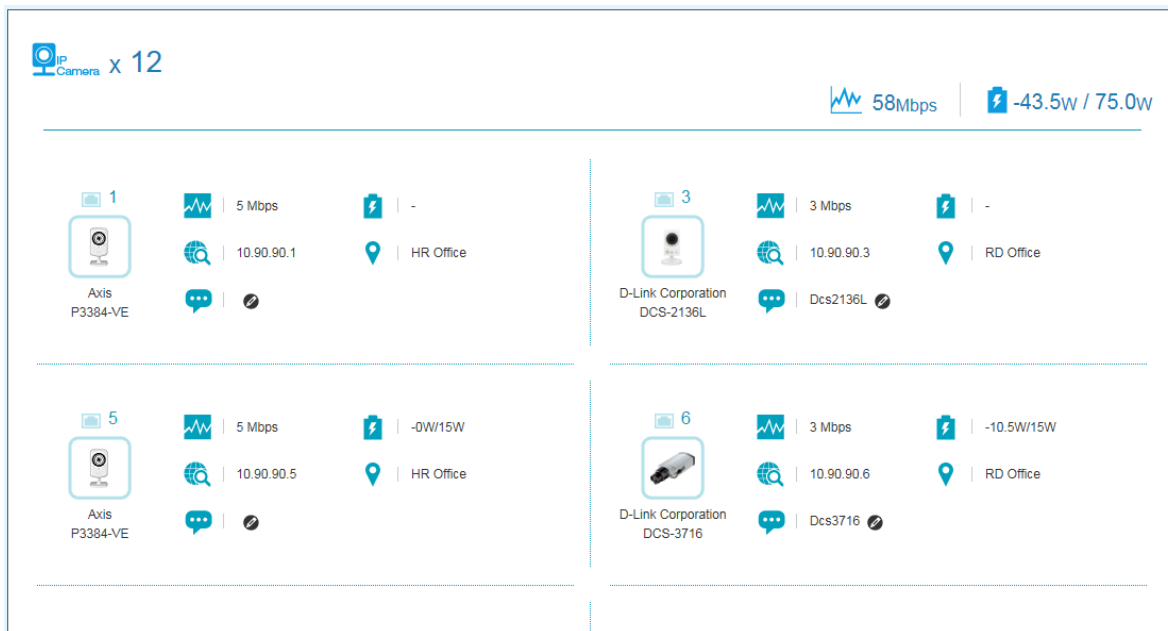 IP
Camera x 12
58Mbps -43.5W / 75.0W
1
5 Mbps -
10.90.90.1 HR Office
Axis
P3384-VE
3
3 Mbps -
10.90.90.3 RD Office
D-Link Corporation
DCS-2136L
Dcs2136L
5
5 Mbps -0W/15W
10.90.90.5 HR Office
Axis
P3384-VE
6
3 Mbps -10.5W/15W
10.90.90.6 RD Office
D-Link Corporation
DCS-3716
Dcs3716